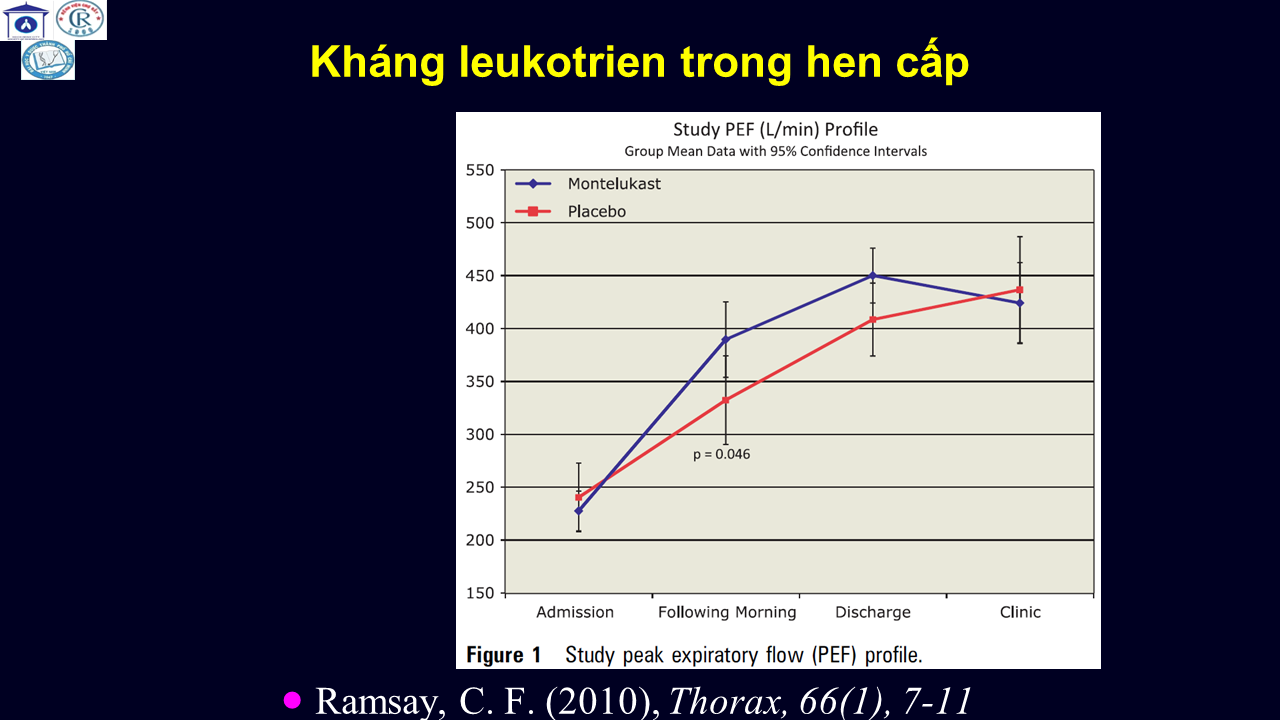 Kháng leukotrien trong hen cấp
Study PEF (L/min) Profile
Group Mean Data with 95% Confidence Intervals
Montelukast
Placebo
550
500
450
400
350
300
250
200
150
p = 0.046
Admission
Following Morning
Discharge
Clinic
Figure 1 Study peak expiratory flow (PEF) profile.
Ramsay, C. F. (2010), Thorax, 66(1), 7-11